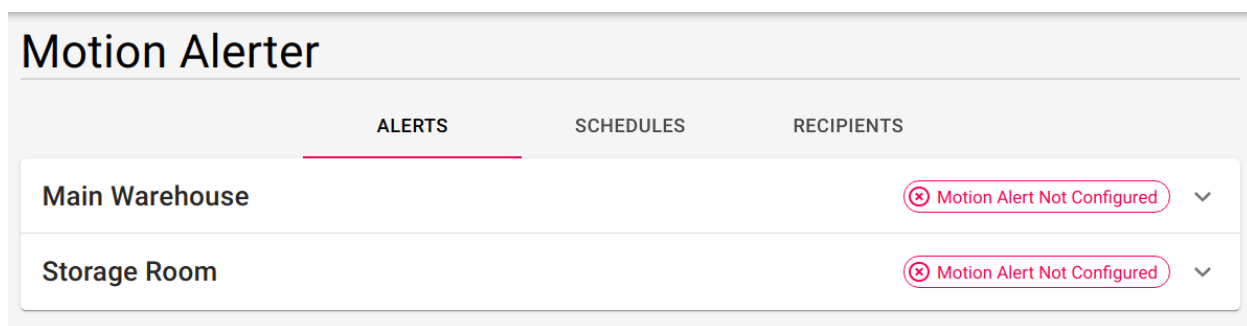 Motion Alerter
ALERTS SCHEDULES RECIPIENTS
Main Warehouse Motion Alert Not Configured
Storage Room Motion Alert Not Configured